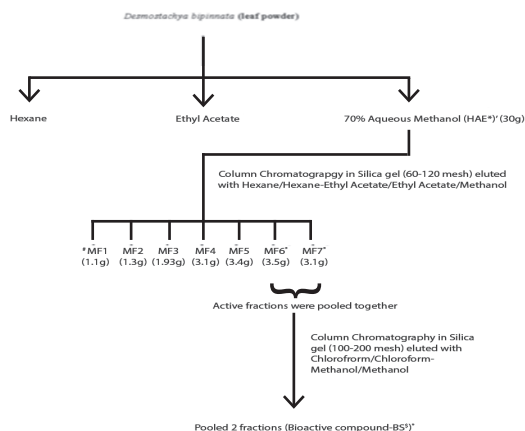 Desmostachya bipinnata (leaf powder)
Hexane
Ethyl Acetate
70% Aqueous Methanol (HAE*)' (30g)
Column Chromatograpgy in Silica gel (60-120 mesh) eluted
with Hexane/Hexane-Ethyl Acetate/Ethyl Acetate/Methanol
#MF1 MF2 MF3 MF4 MF5 MF6* MF7*
(1.1g) (1.3g) (1.93g) (3.1g) (3.4g) (3.5g) (3.1g)
Active fractions were pooled together
Column Chromatography in Silica
gel (100-200 mesh) eluted with
Chlorofrorm/Chloroform-
Methanol/Methanol
Pooled 2 fractions (Bioactive compound-BS§)*